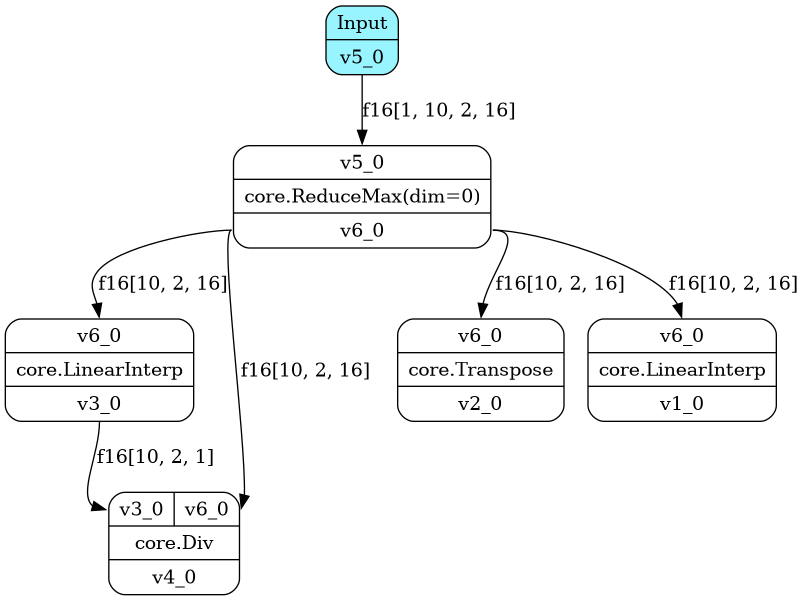 Input
v5_0
f16[1, 10, 2, 16]
v5_0
core.ReduceMax(dim=0)
v6_0
f16[10, 2, 16]
f16[10, 2, 16]
f16[10, 2, 16]
v6_0
core.LinearInterp
v3_0
f16[10, 2, 16]
v6_0
core.Transpose
v2_0
v6_0
core.LinearInterp
v1_0
f16[10, 2, 1]
v3_0 v6_0
core.Div
v4_0